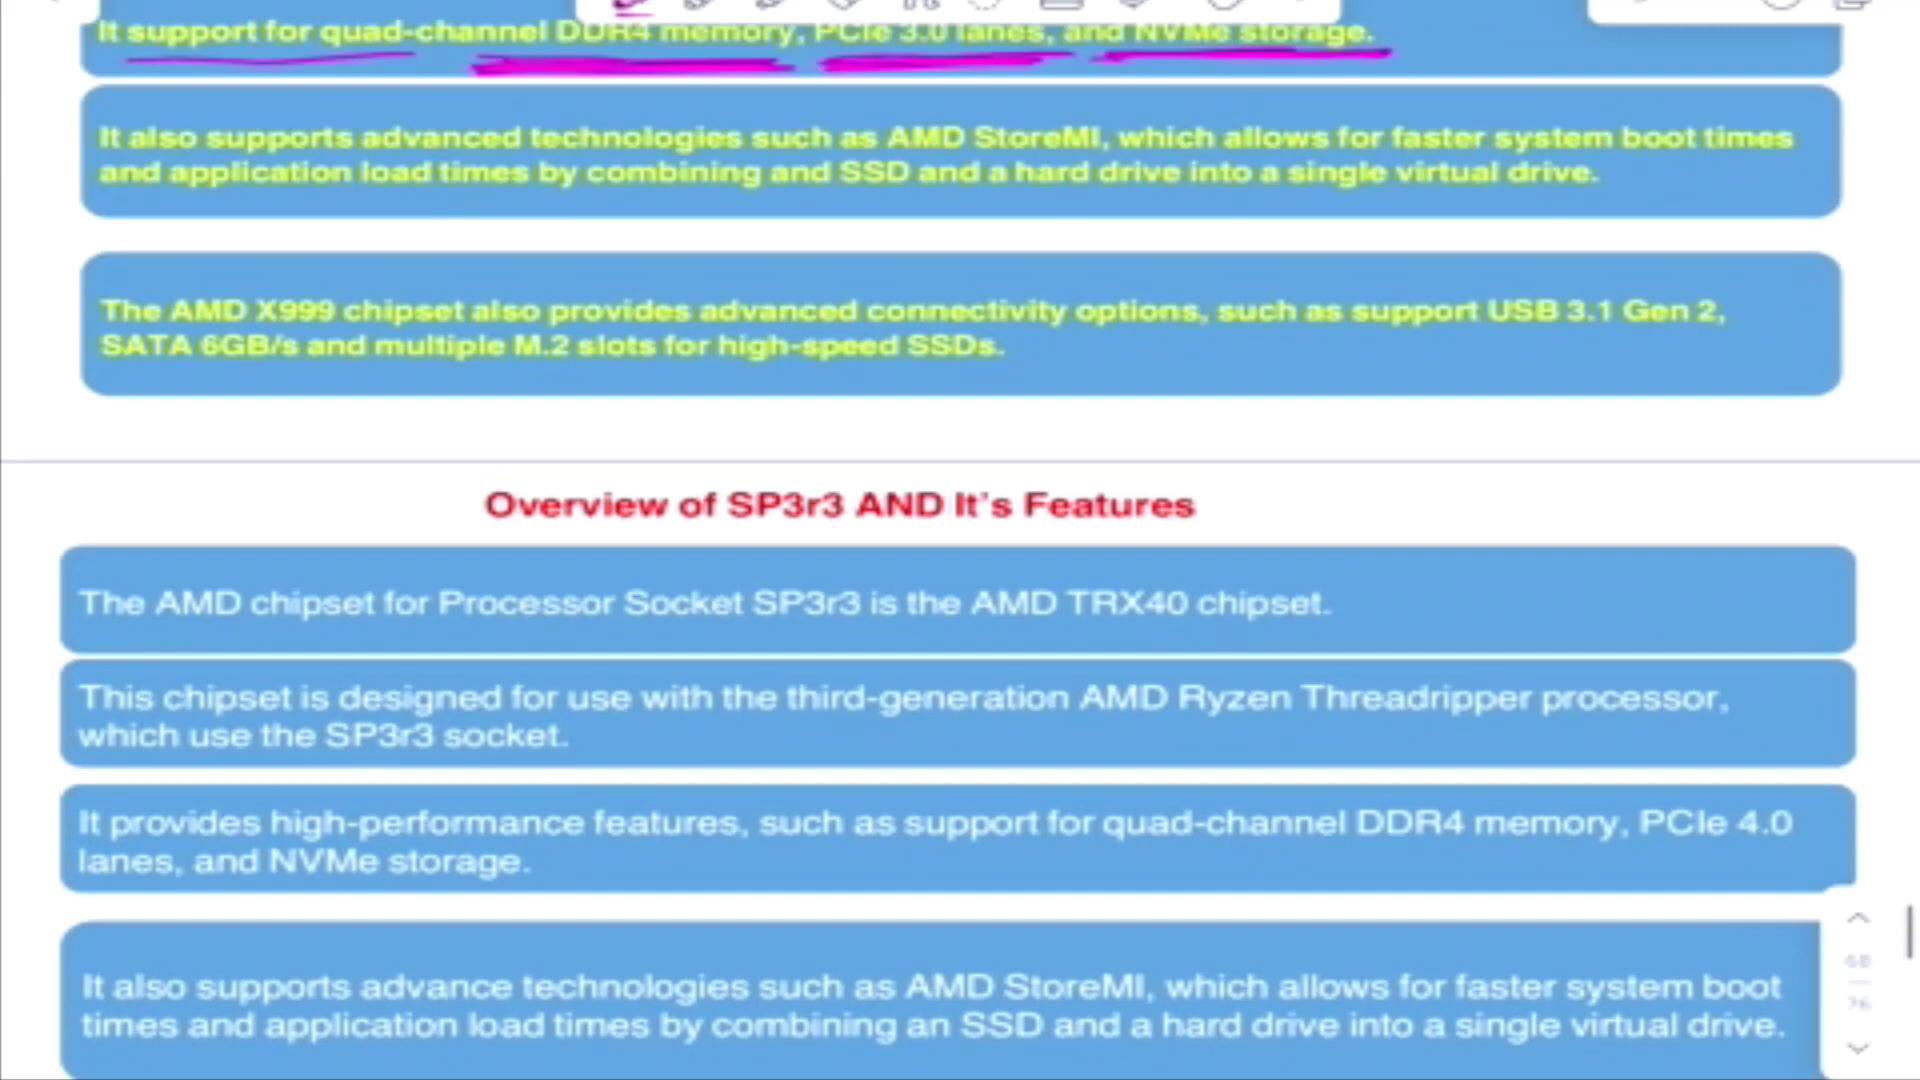 It support for quad-channel DDR4 memory, PCIe 3.0 lanes, and NVMe storage.
It also supports advanced technologies such as AMD StoreMI, which allows for faster system boot times
and application load times by combining and SSD and a hard drive into a single virtual drive.
The AMD X999 chipset also provides advanced connectivity options, such as support USB 3.1 Gen 2,
SATA 6GB/s and multiple M.2 slots for high-speed SSDs.
Overview of SP3r3 AND It's Features
The AMD chipset for Processor Socket SP3r3 is the AMD TRX40 chipset.
This chipset is designed for use with the third-generation AMD Ryzen Threadripper processor,
which use the SP3r3 socket.
It provides high-performance features, such as support for quad-channel DDR4 memory, PCIe 4.0
lanes, and NVMe storage.
It also supports advance technologies such as AMD StoreMI, which allows for faster system boot
times and application load times by combining an SSD and a hard drive into a single virtual drive.